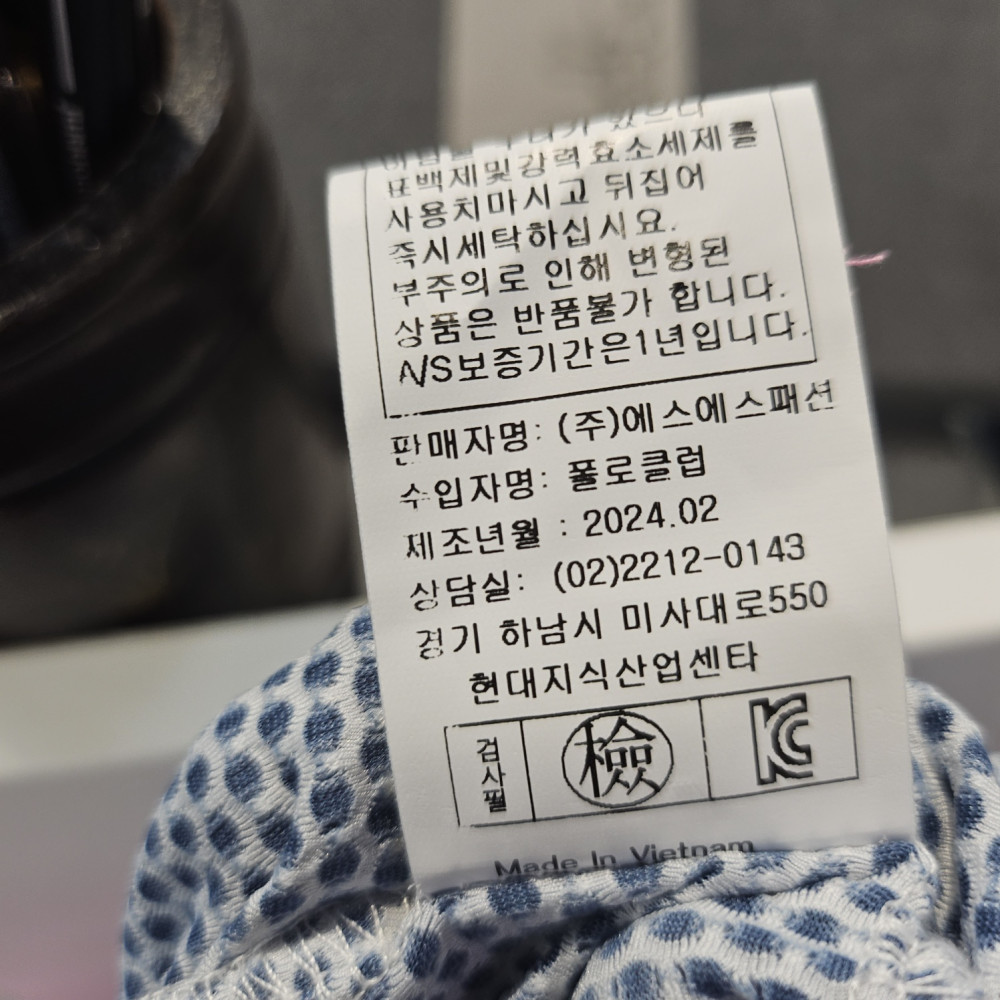 표백제및강력효소세제를
사용치마시고 뒤집어
즉시세탁하십시요.
부주의로 인해 변형된
상품은 반품불가 합니다.
A/S보증기간은1년입니다.
판매자명: (주)에스에스패션
수입자명: 폴로클럽
제조년월 : 2024.02
상담실: (02)2212-0143
경기 하남시 미사대로550
현대지식산업센타
검사필
檢
KC
Made In Vietnam